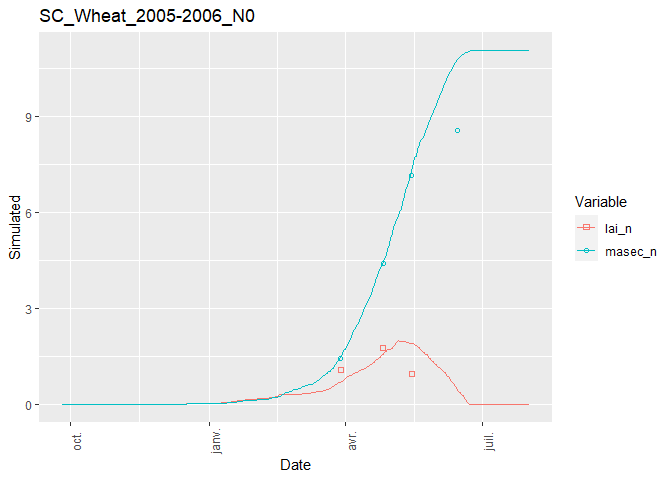 SC_Wheat_2005-2006_N0
9
6
3
0
Simulated
oct.
janv.
avr.
juil.
Date
Variable
lai_n
masec_n